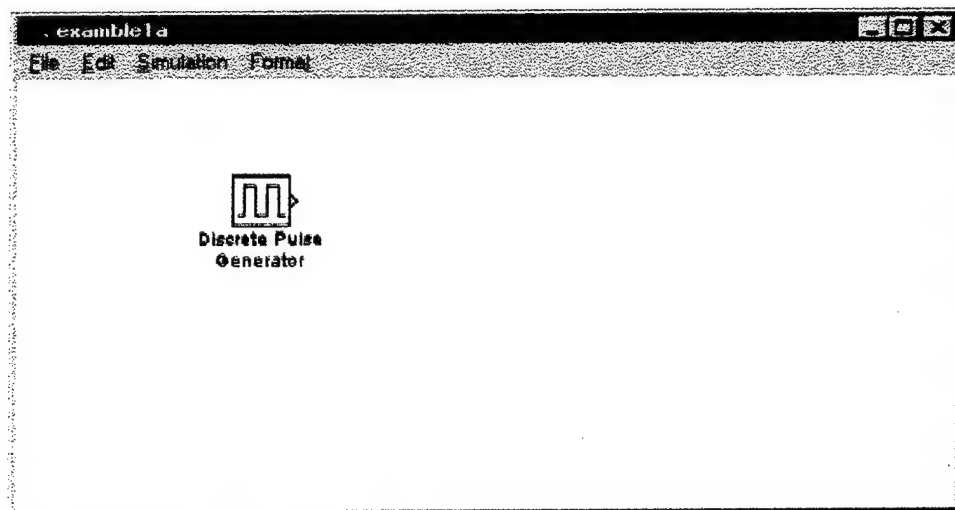 examble1a
File Edit Simulation Format
Discrete Pulse
Generator